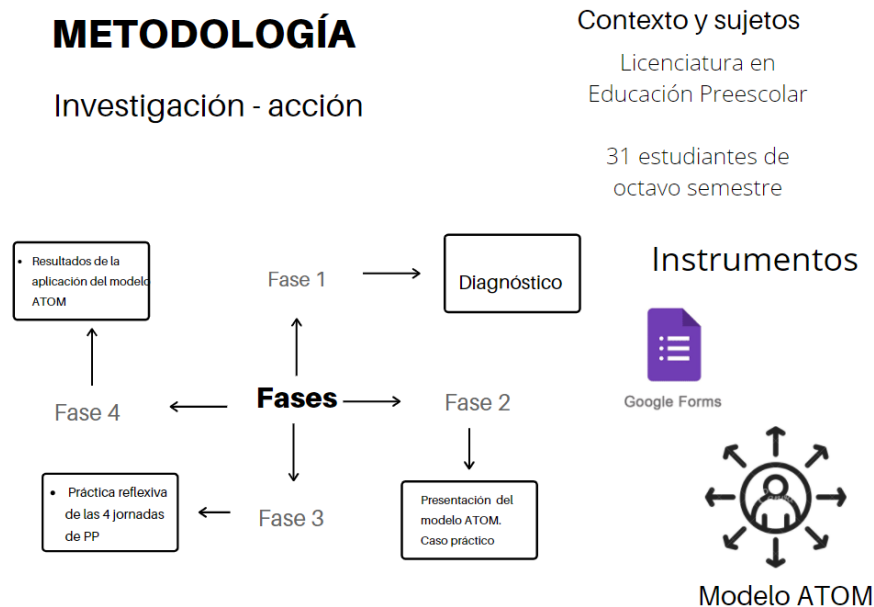 METODOLOGÍA
Investigación - acción
Contexto y sujetos
Licenciatura en
Educación Preescolar
31 estudiantes de
octavo semestre
Instrumentos
Google Forms
Modelo ATOM
Fases
Fase 1
Diagnóstico
Fase 2
Presentación del
modelo ATOM.
Caso práctico
Fase 3
• Práctica reflexiva
de las 4 jornadas
de PP
Fase 4
• Resultados de la
aplicación del modelo
ATOM